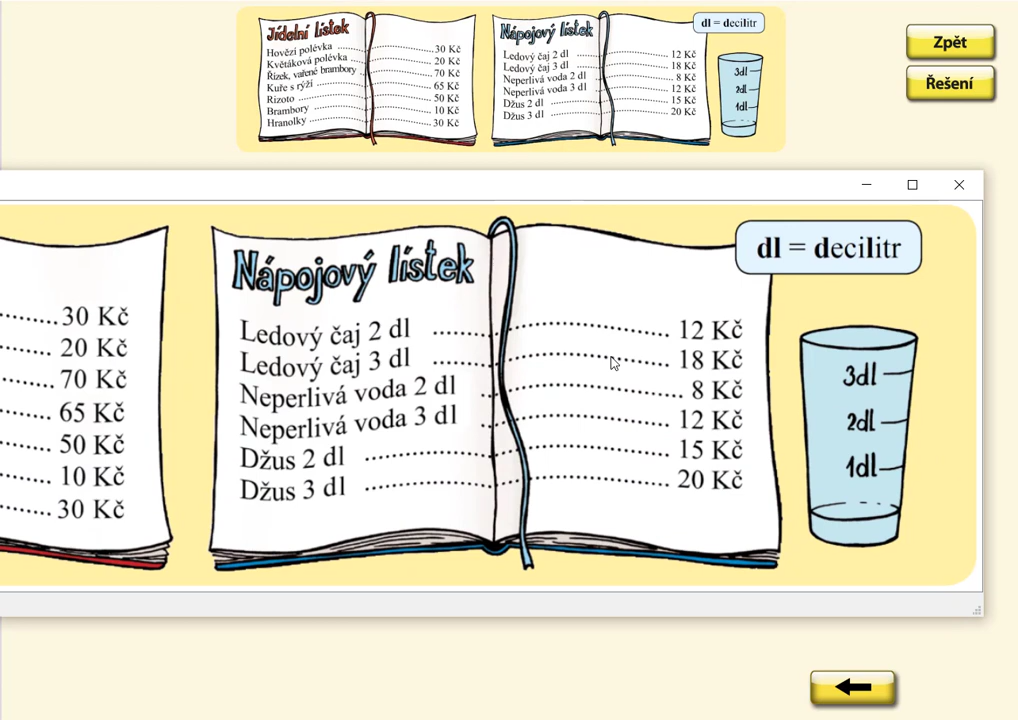 Jídelní lístek
Hovězí polévka ........ 30 Kč
Květáková polévka ........ 20 Kč
Řízek, vařené brambory ........ 70 Kč
Kuře s rýží ........ 65 Kč
Rizoto ........ 50 Kč
Brambory ........ 10 Kč
Hranolky ........ 30 Kč
Nápojový lístek
Ledový čaj 2 dl ........ 12 Kč
Ledový čaj 3 dl ........ 18 Kč
Neperlivá voda 2 dl ........ 8 Kč
Neperlivá voda 3 dl ........ 12 Kč
Džus 2 dl ........ 15 Kč
Džus 3 dl ........ 20 Kč
dl = decilitr
3dl
2dl
1dl
Zpět
Řešení
........30 Kč
........ 20 Kč
........ 70 Kč
........ 65 Kč
........ 50 Kč
........ 10 Kč
........ 30 Kč
Nápojový lístek
Ledový čaj 2 dl ........ 12 Kč
Ledový čaj 3 dl ........ 18 Kč
Neperlivá voda 2 dl ........ 8 Kč
Neperlivá voda 3 dl ........ 12 Kč
Džus 2 dl ........ 15 Kč
Džus 3 dl ........ 20 Kč
dl = decilitr
3dl
2dl
1dl